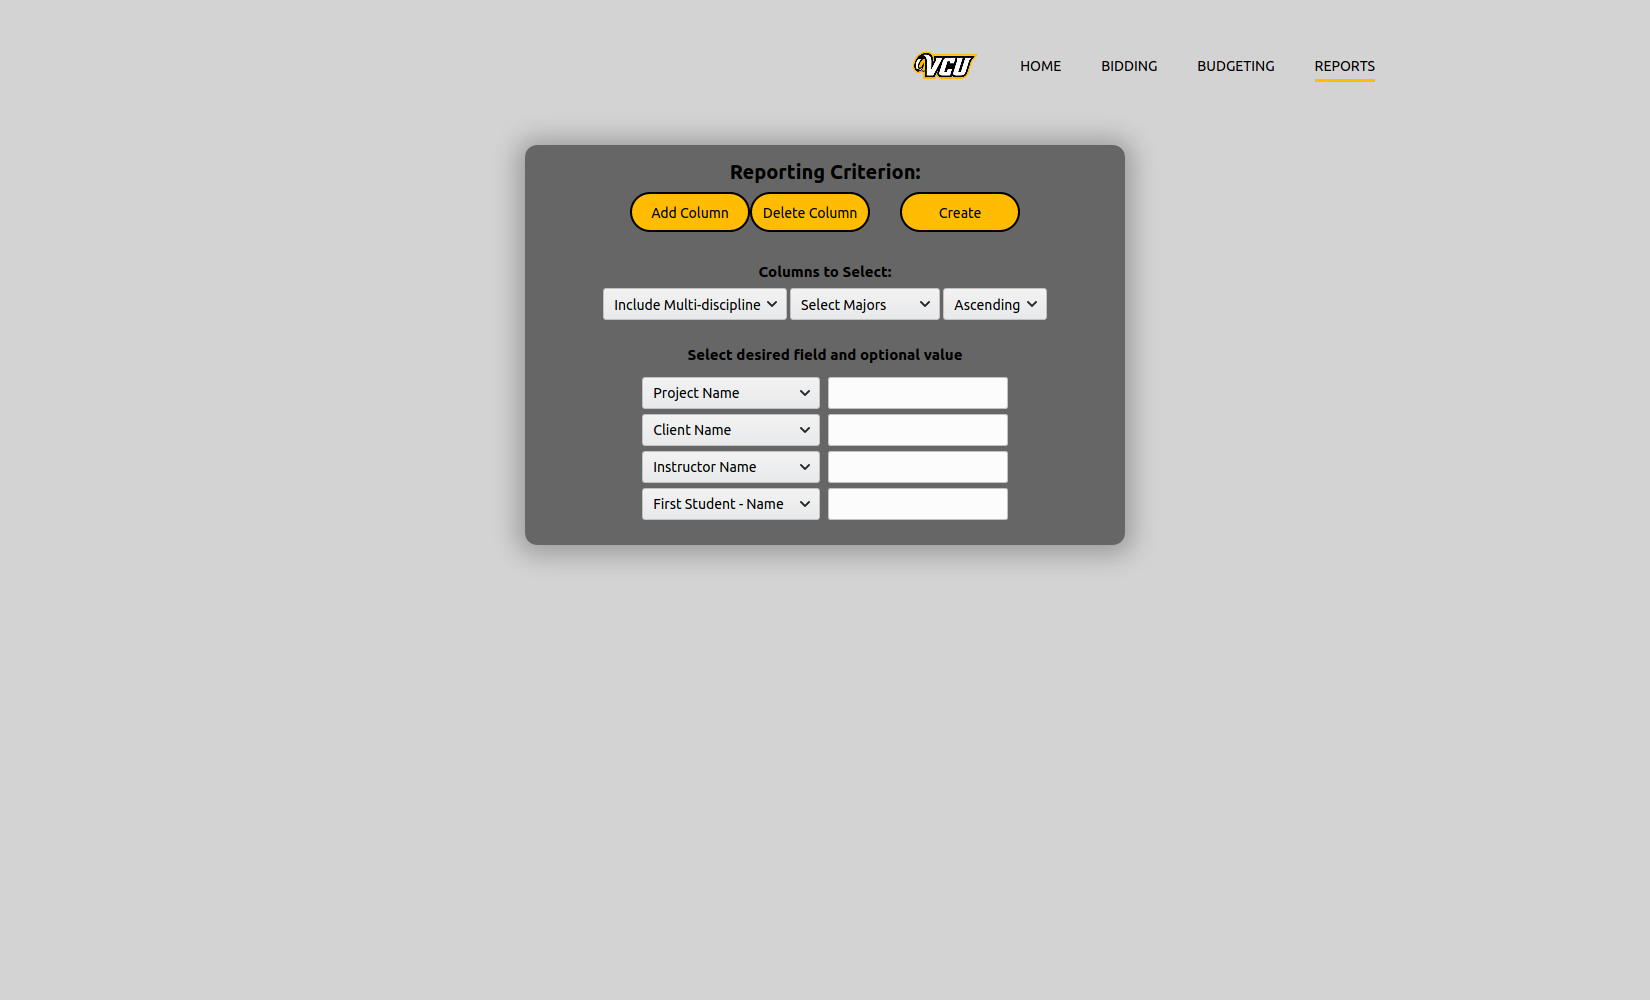 VCU HOME BIDDING BUDGETING REPORTS
Reporting Criterion:
Add Column Delete Column Create
Columns to Select:
Include Multi-discipline Select Majors Ascending
Select desired field and optional value
Project Name
Client Name
Instructor Name
First Student - Name